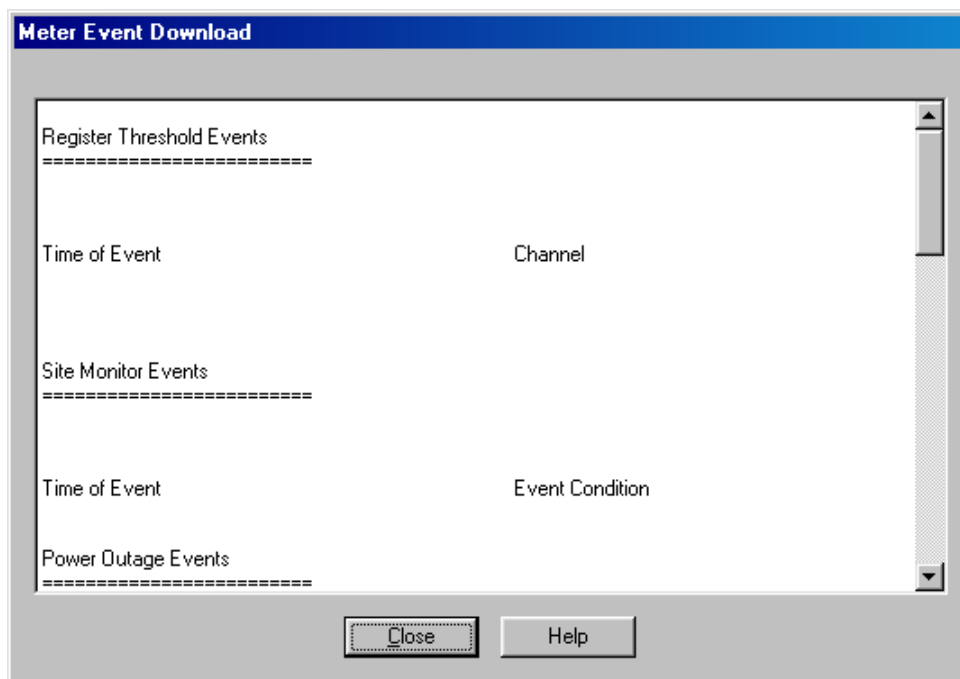 Meter Event Download
Register Threshold Events
=========================
Time of Event Channel
Site Monitor Events
=========================
Time of Event Event Condition
Power Outage Events
=========================
Close Help